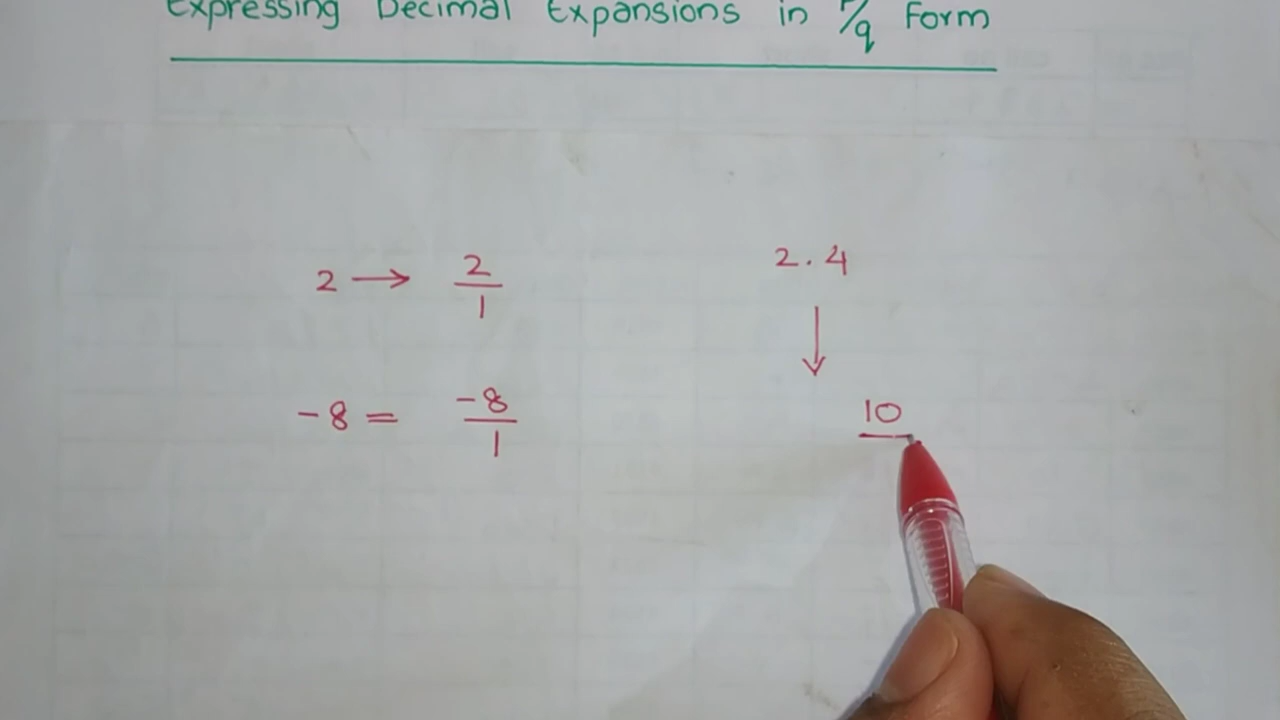 Expressing Decimal Expansions in P/q Form
2 → 2/1
2.4
↓
-8 = -8/1
10